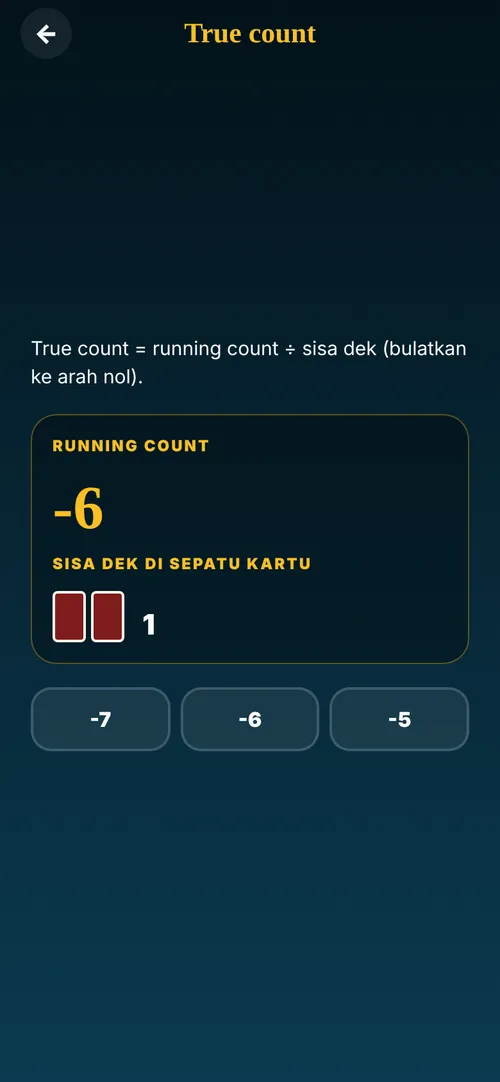 True count
True count = running count ÷ sisa dek (bulatkan
ke arah nol).
RUNNING COUNT
-6
SISA DEK DI SEPATU KARTU
1
-7
-6
-5